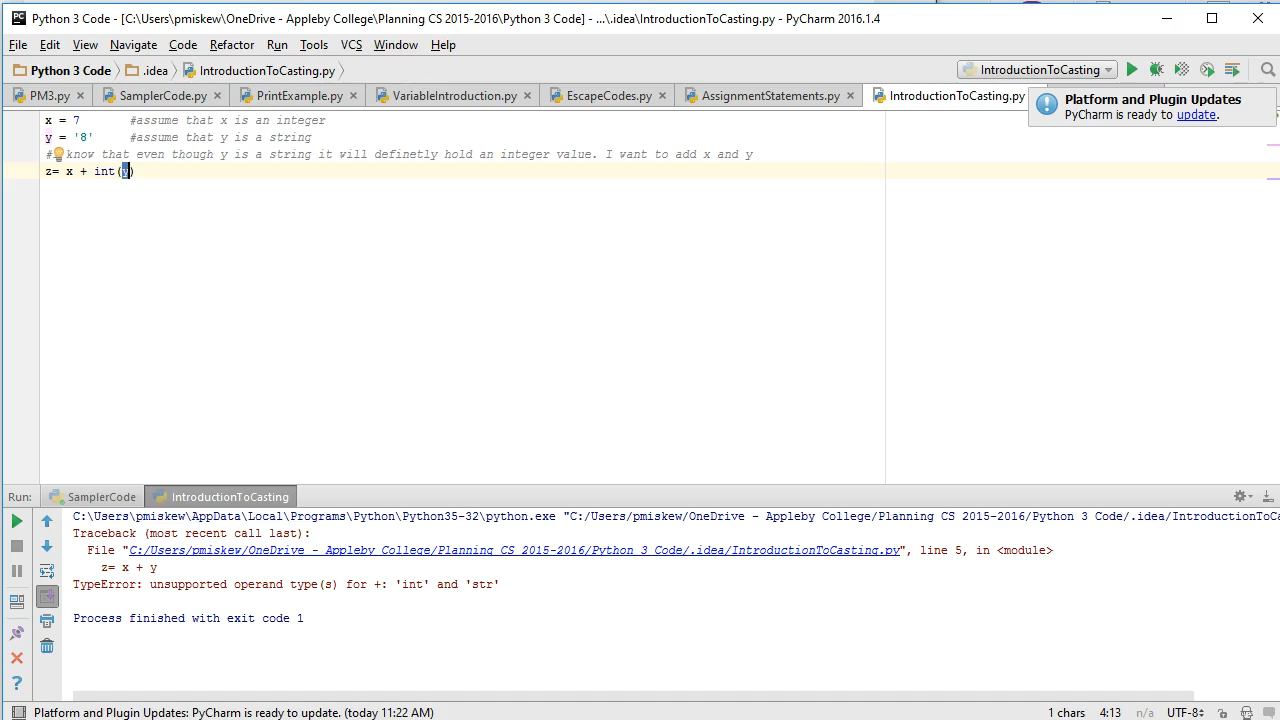 Python 3 Code - [C:\Users\pmiskew\OneDrive - Appleby College\Planning CS 2015-2016\Python 3 Code] - ...\.idea\IntroductionToCasting.py - PyCharm 2016.1.4
File Edit View Navigate Code Refactor Run Tools VCS Window Help
Python 3 Code .idea IntroductionToCasting.py IntroductionToCasting
PM3.py SamplerCode.py PrintExample.py VariableIntroduction.py EscapeCodes.py AssignmentStatements.py IntroductionToCasting.py
Platform and Plugin Updates
PyCharm is ready to update.
x = 7 #assume that x is an integer
y = '8' #assume that y is a string
# know that even though y is a string it will definetly hold an integer value. I want to add x and y
z= x + int(y)
Run: SamplerCode IntroductionToCasting
C:\Users\pmiskew\AppData\Local\Programs\Python\Python35-32\python.exe "C:/Users/pmiskew/OneDrive - Appleby College/Planning CS 2015-2016/Python 3 Code/.idea/IntroductionToCa
Traceback (most recent call last):
File "C:/Users/pmiskew/OneDrive - Appleby College/Planning CS 2015-2016/Python 3 Code/.idea/IntroductionToCasting.py", line 5, in <module>
z= x + y
TypeError: unsupported operand type(s) for +: 'int' and 'str'
Process finished with exit code 1
Platform and Plugin Updates: PyCharm is ready to update. (today 11:22 AM) 1 chars 4:13 n/a UTF-8